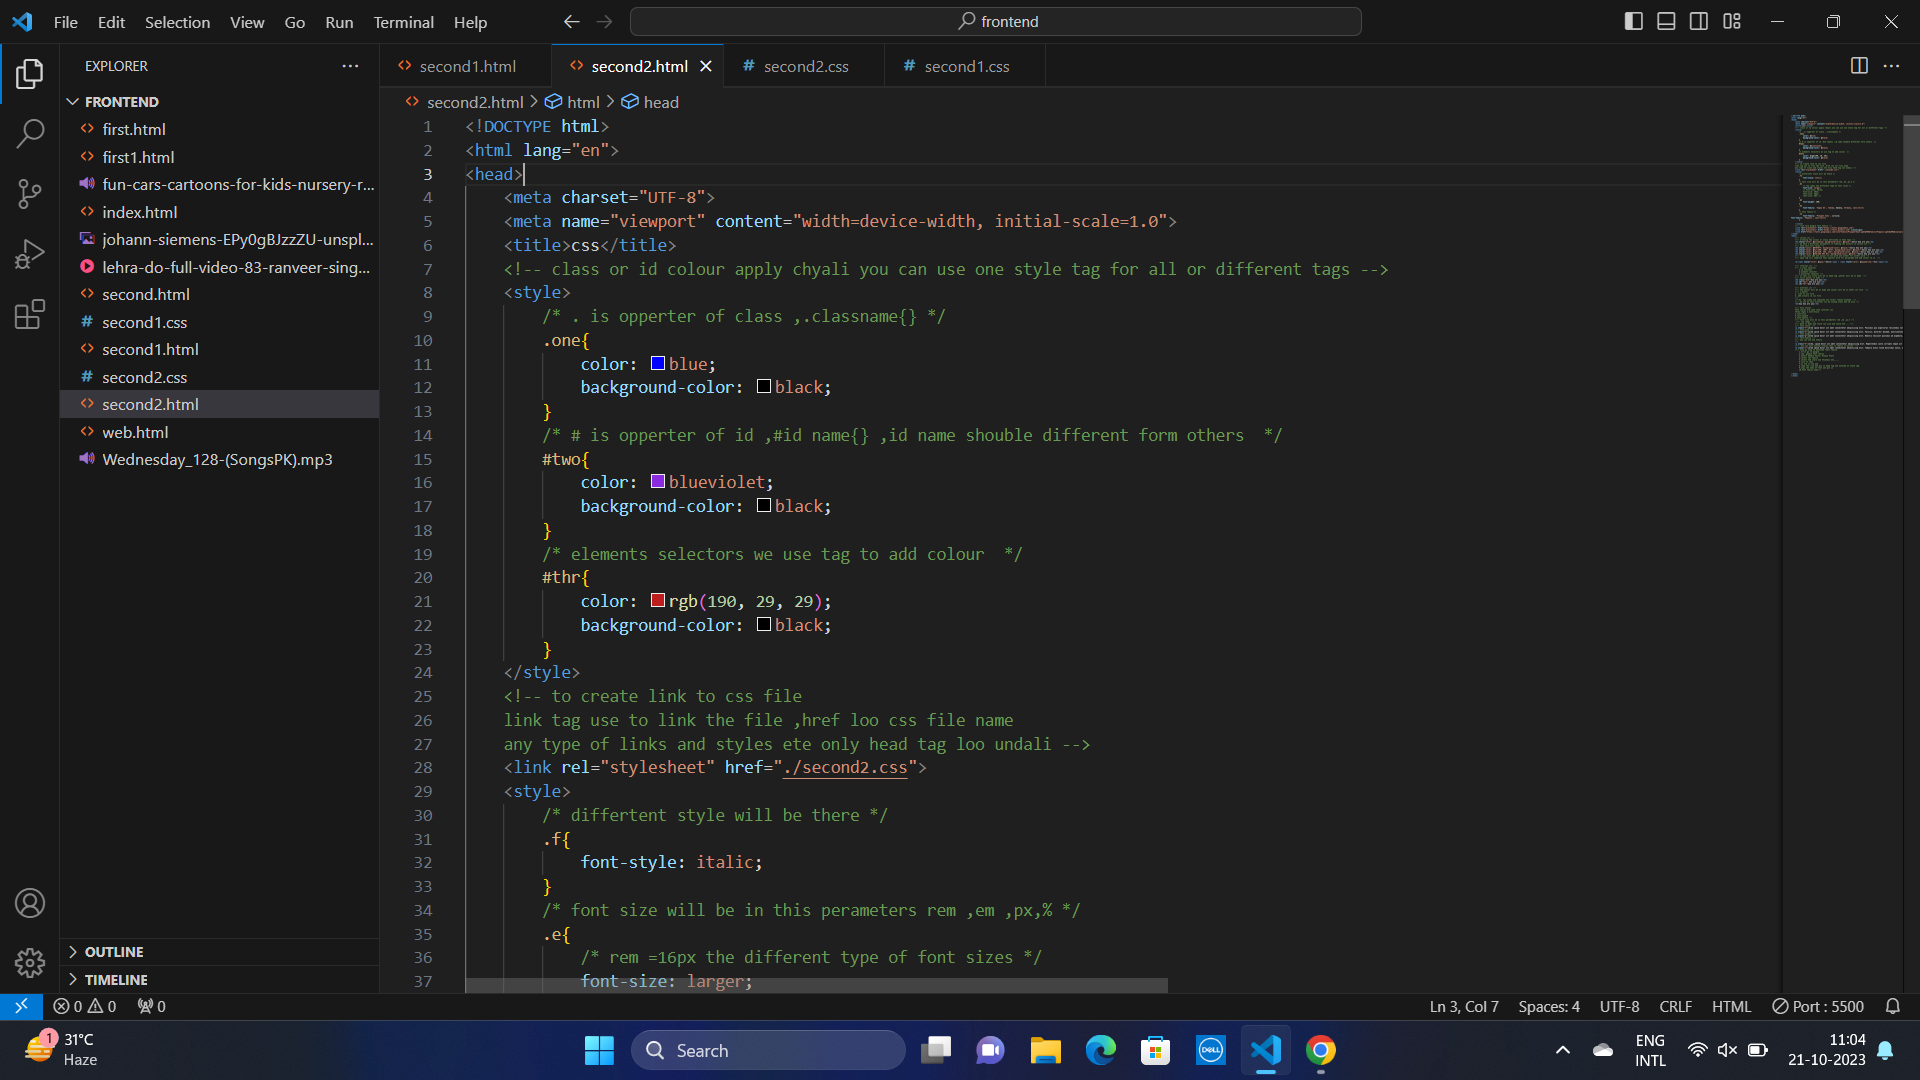 File Edit Selection View Go Run Terminal Help
frontend
EXPLORER
FRONTEND
first.html
first1.html
fun-cars-cartoons-for-kids-nursery-r...
index.html
johann-siemens-EPy0gBJzzZU-unspl...
lehra-do-full-video-83-ranveer-sing...
second.html
second1.css
second1.html
second2.css
second2.html
web.html
Wednesday_128-(SongsPK).mp3
OUTLINE
TIMELINE
second1.html second2.html second2.css second1.css
second2.html > html > head
1 <!DOCTYPE html>
2 <html lang="en">
3 <head>
4 <meta charset="UTF-8">
5 <meta name="viewport" content="width=device-width, initial-scale=1.0">
6 <title>css</title>
7 <!-- class or id colour apply chyali you can use one style tag for all or different tags -->
8 <style>
9 /* . is opperter of class ,.classname{} */
10 .one{
11 color: blue;
12 background-color: black;
13 }
14 /* # is opperter of id ,#id name{} ,id name shouble different form others  */
15 #two{
16 color: blueviolet;
17 background-color: black;
18 }
19 /* elements selectors we use tag to add colour  */
20 #thr{
21 color: rgb(190, 29, 29);
22 background-color: black;
23 }
24 </style>
25 <!-- to create link to css file
26 link tag use to link the file ,href loo css file name
27 any type of links and styles ete only head tag loo undali -->
28 <link rel="stylesheet" href="./second2.css">
29 <style>
30 /* differtent style will be there */
31 .f{
32 font-style: italic;
33 }
34 /* font size will be in this perameters rem ,em ,px,% */
35 .e{
36 /* rem =16px the different type of font sizes */
37 font-size: larger;
0 0 0
Ln 3, Col 7 Spaces: 4 UTF-8 CRLF HTML Port : 5500
1
31°C
Haze
Search
DELL
ENG
INTL
11:04
21-10-2023